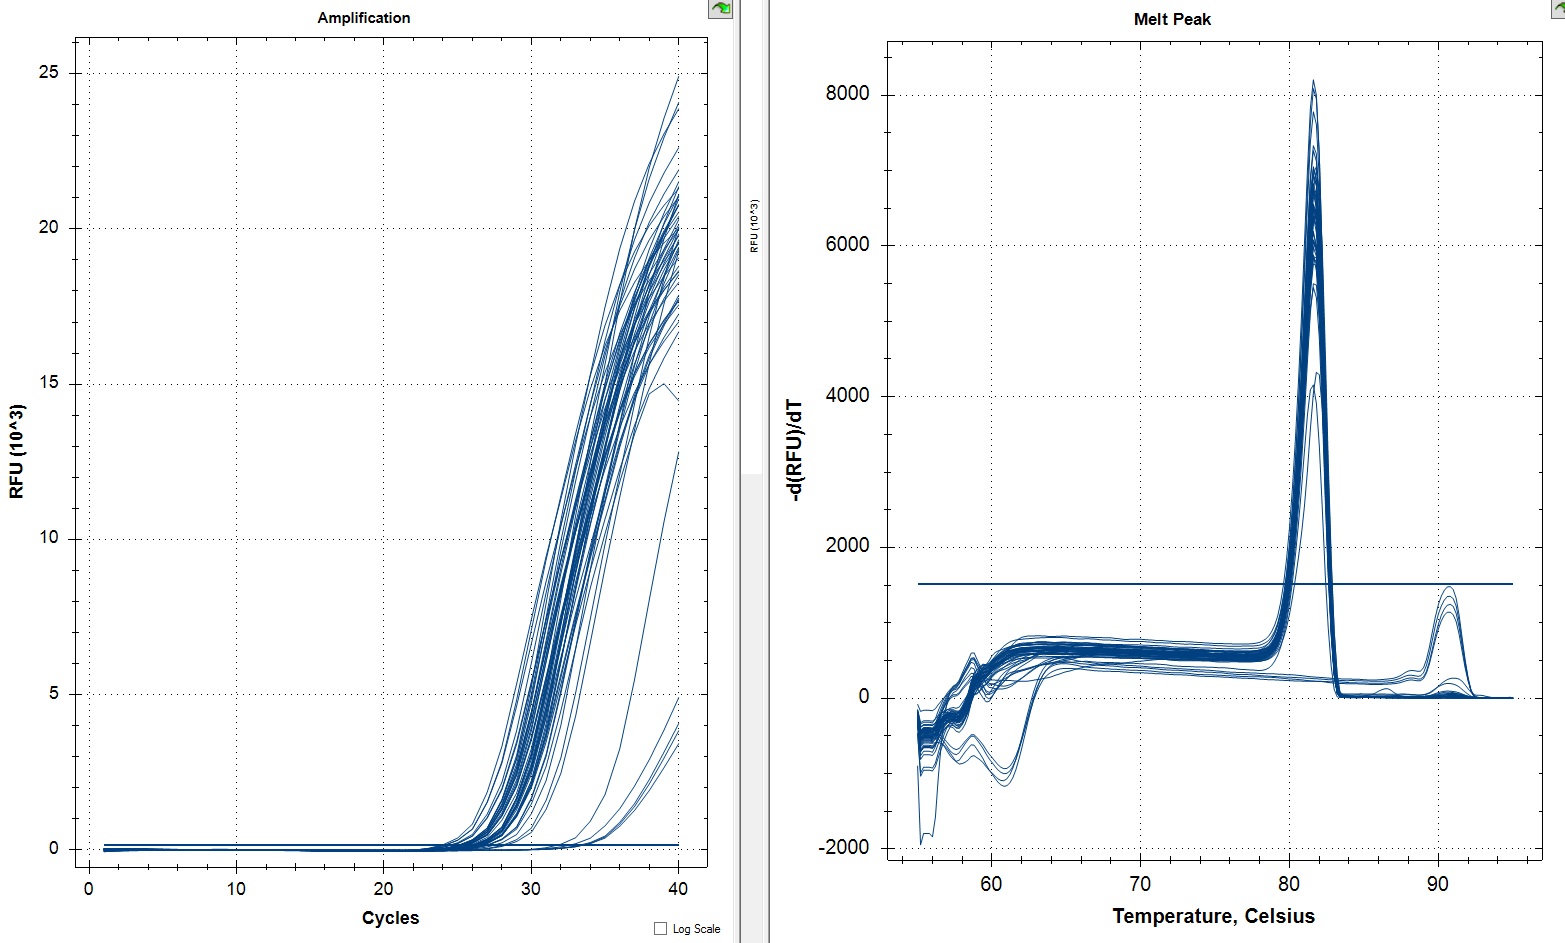 Amplification
25
20
15
10
5
0
RFU (10^3)
0 10 20 30 40
Cycles
Log Scale
RFU (10^3)
Melt Peak
8000
6000
4000
2000
0
-2000
-d(RFU)/dT
60 70 80 90
Temperature, Celsius